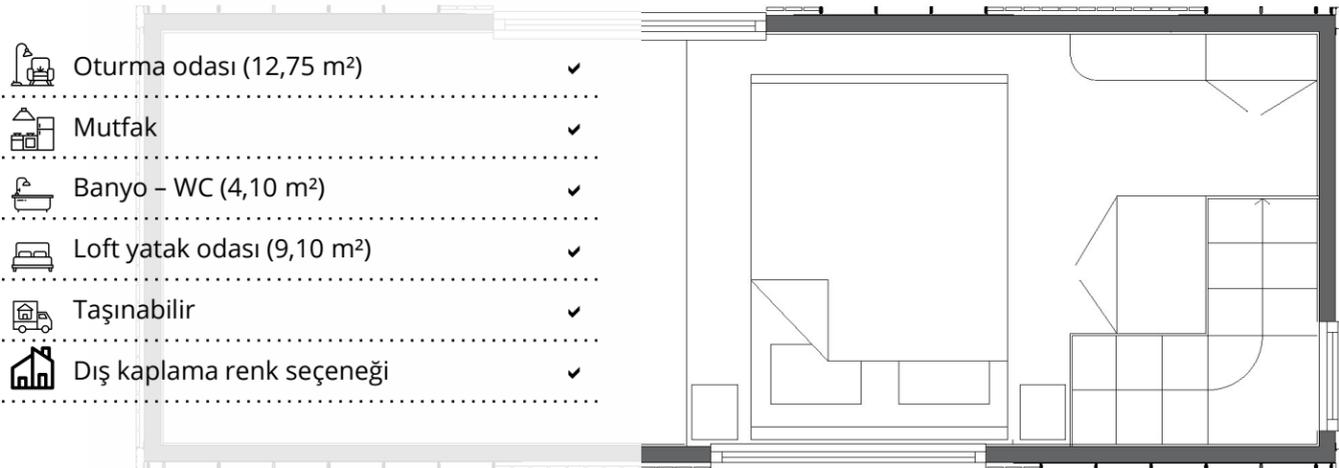 Oturma odası (12,75 m²)
Mutfak
Banyo – WC (4,10 m²)
Loft yatak odası (9,10 m²)
Taşınabilir
Dış kaplama renk seçeneği